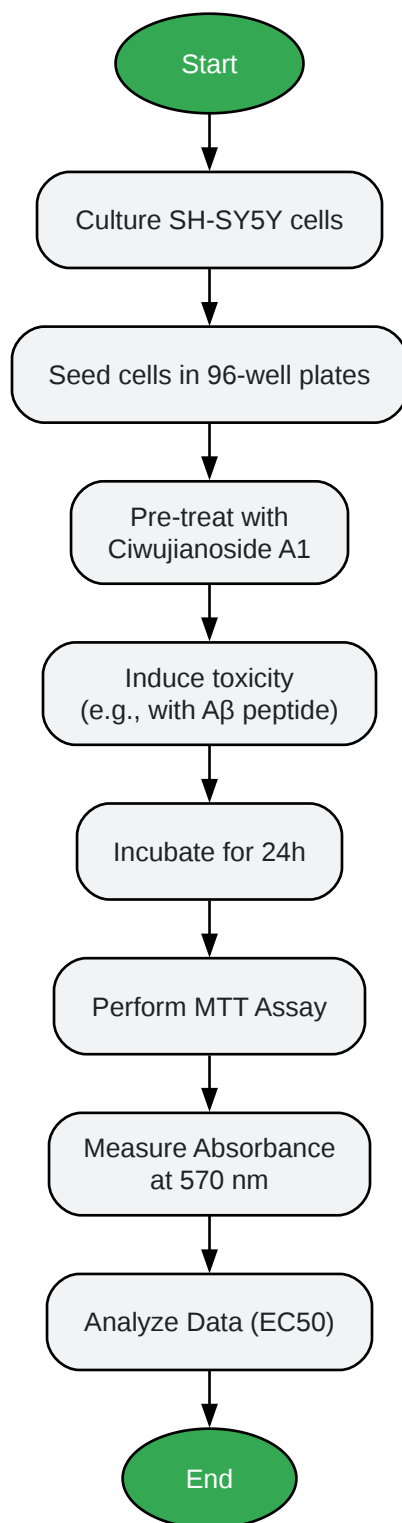 Start
Culture SH-SY5Y cells
Seed cells in 96-well plates
Pre-treat with
Ciwujianoside A1
Induce toxicity
(e.g., with Aβ peptide)
Incubate for 24h
Perform MTT Assay
Measure Absorbance
at 570 nm
Analyze Data (EC50)
End